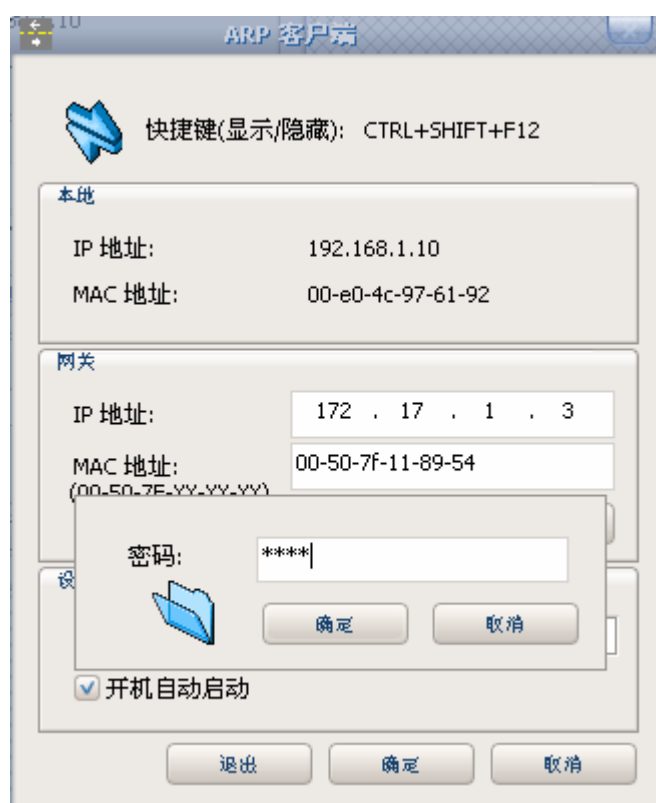 ARP 客户端
快捷键(显示/隐藏): CTRL+SHIFT+F12
本地
IP 地址: 192.168.1.10
MAC 地址: 00-e0-4c-97-61-92
网关
IP 地址: 172 . 17 . 1 . 3
MAC 地址: 00-50-7f-11-89-54
(00-50-7F-YY-YY-YY)
密码: ****
设
确定 取消
开机自动启动
退出 确定 取消